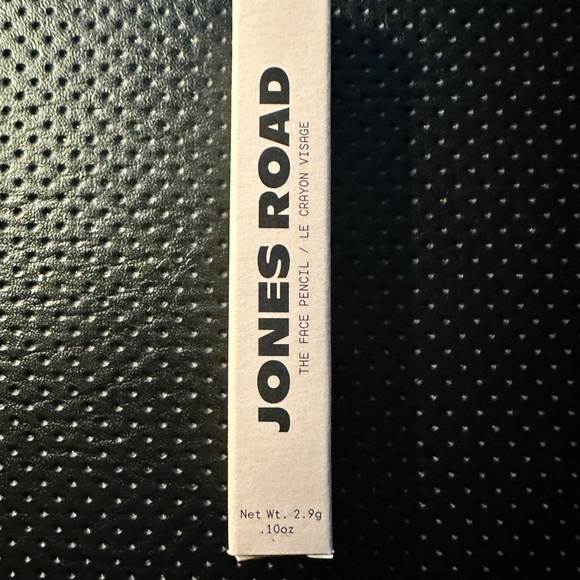 JONES ROAD
THE FACE PENCIL / LE CRAYON VISAGE
Net Wt. 2.9g
.10oz